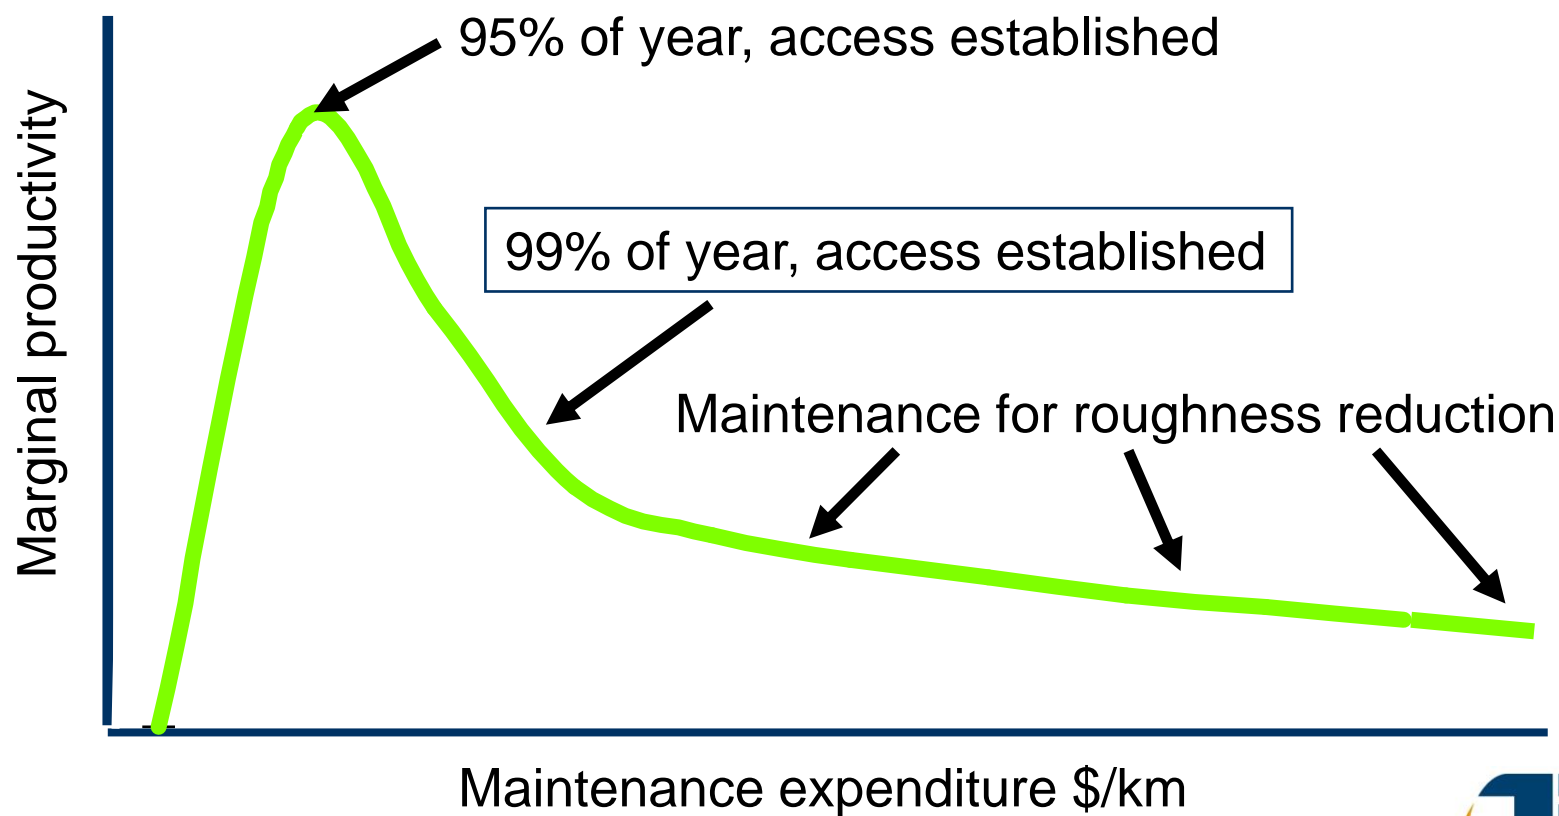 95% of year, access established
Marginal productivity
99% of year, access established
Maintenance for roughness reduction
Maintenance expenditure $/km